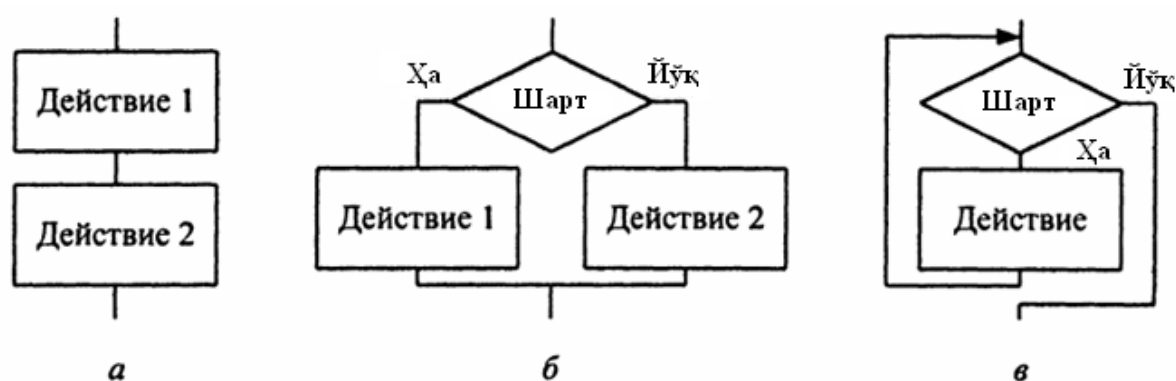 Действие 1
Действие 2
а
Ҳа
Йўқ
Шарт
Действие 1
Действие 2
б
Шарт
Йўқ
Ҳа
Действие
в